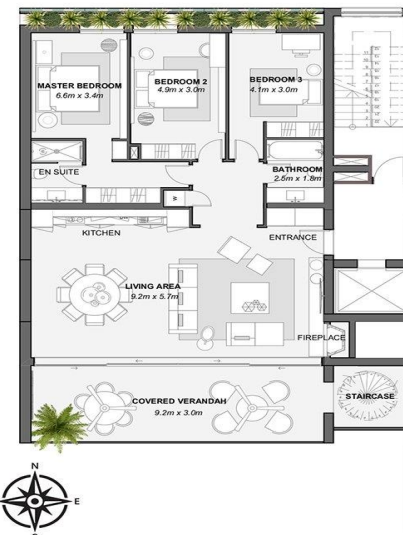 MASTER BEDROOM
6.6m x 3.4m
BEDROOM 2
4.9m x 3.0m
BEDROOM 3
4.1m x 3.0m
EN SUITE
BATHROOM
2.5m x 1.8m
W
KITCHEN
ENTRANCE
LIVING AREA
9.2m x 5.7m
FIREPLACE
COVERED VERANDAH
9.2m x 3.0m
STAIRCASE
N
E